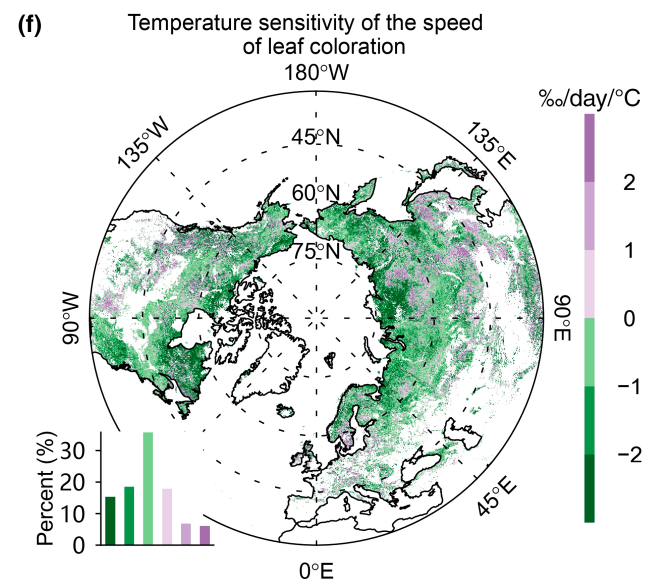 (f)
Temperature sensitivity of the speed
of leaf coloration
180°W
‰/day/°C
135°W
45°N
135°E
60°N
2
75°N
1
90°W
90°E
0
−1
−2
Percent (%)
30
20
10
0
45°E
0°E